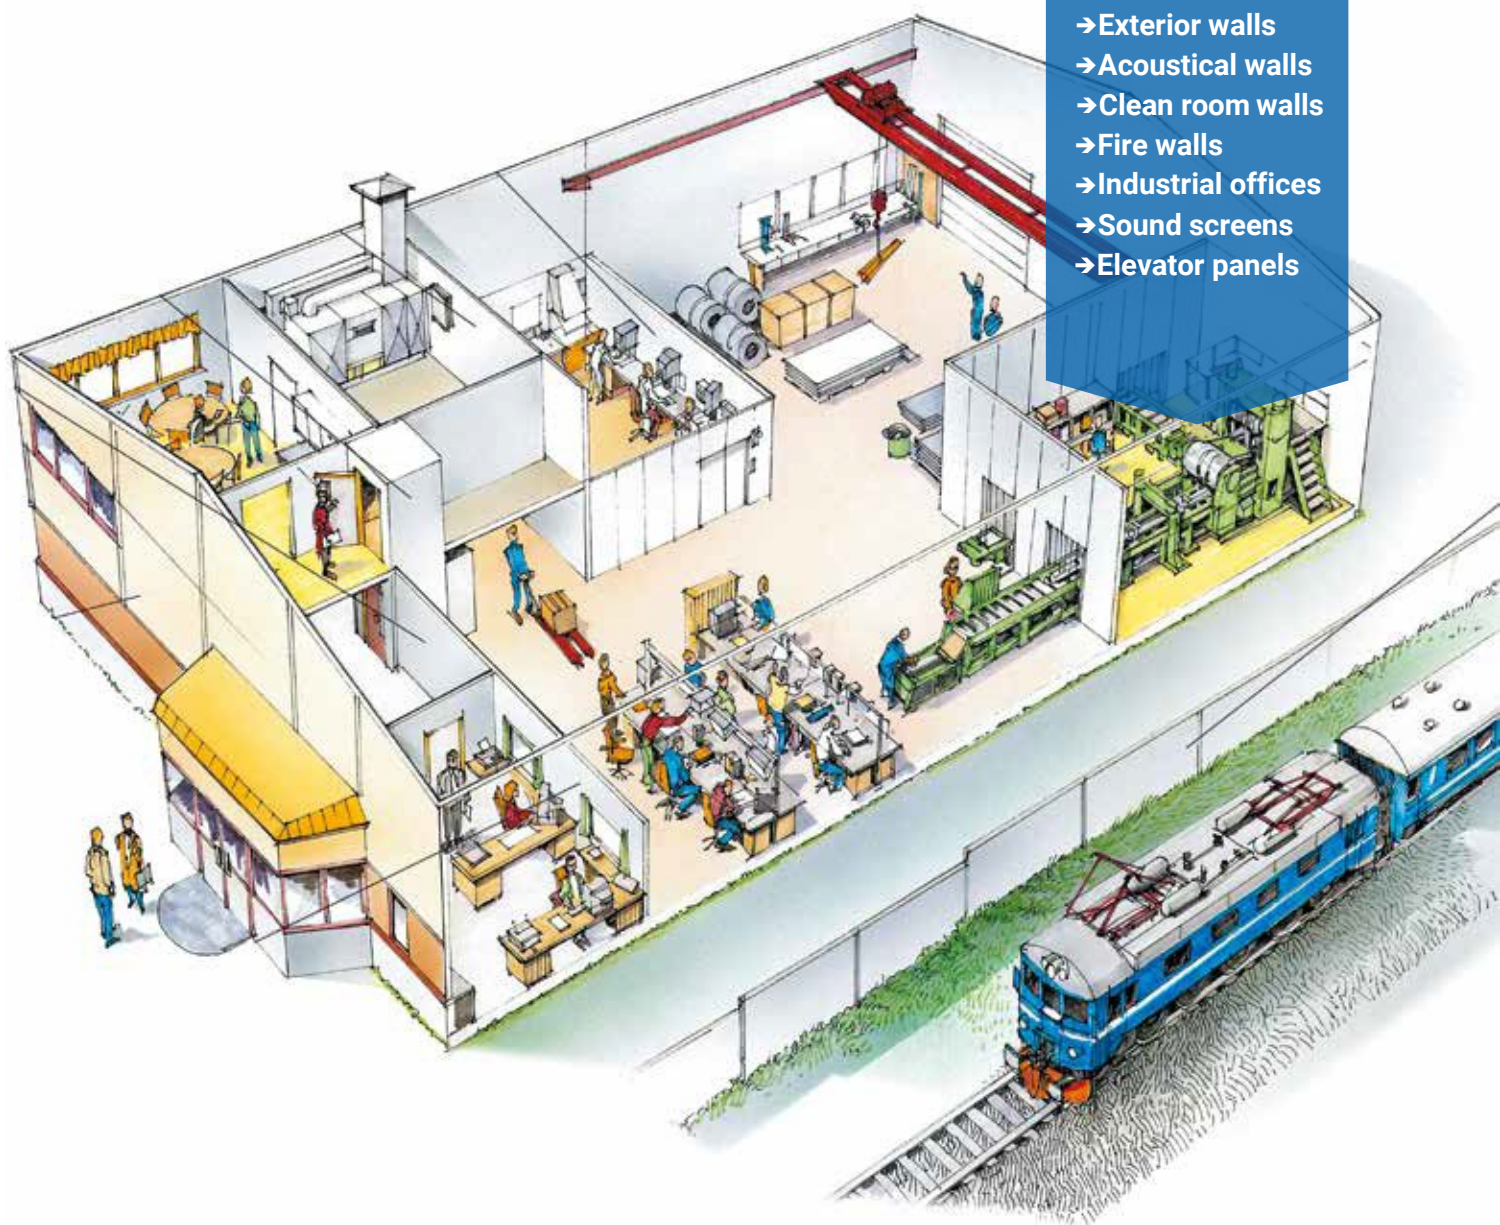 ➔Exterior walls
➔Acoustical walls
➔Clean room walls
➔Fire walls
➔Industrial offices
➔Sound screens
➔Elevator panels